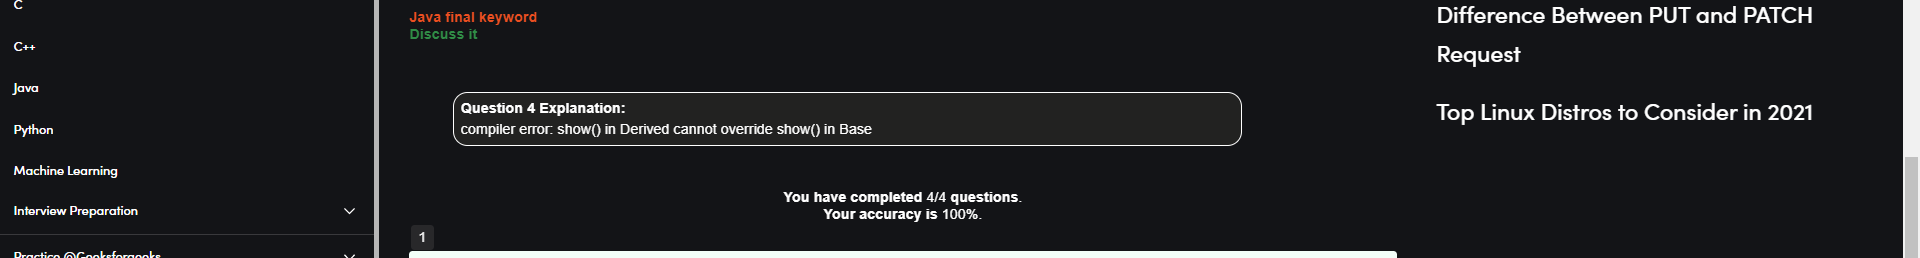 C
C++
Java
Python
Machine Learning
Interview Preparation
Practice @Geeksforgeeks
Java final keyword
Discuss it
Question 4 Explanation:
compiler error: show() in Derived cannot override show() in Base
You have completed 4/4 questions.
Your accuracy is 100%.
1
Difference Between PUT and PATCH
Request
Top Linux Distros to Consider in 2021